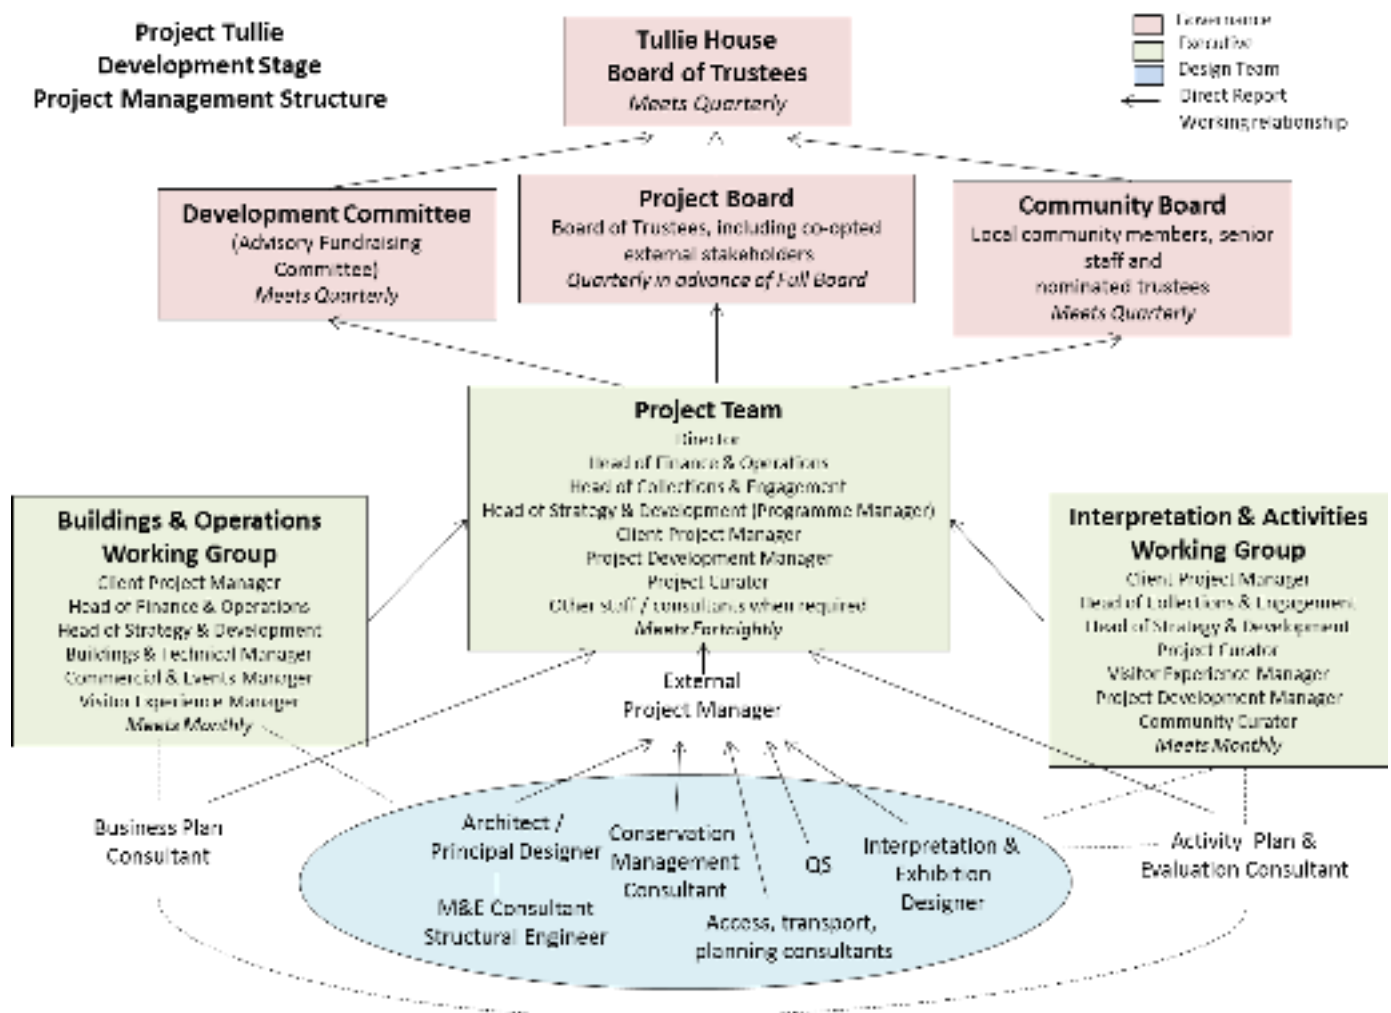 Project Tullie
Development Stage
Project Management Structure
Tullie House
Board of Trustees
Meets Quarterly
Governance
Executive
Design Team
Direct Report
Working relationship
Development Committee
(Advisory Fundraising
Committee)
Meets Quarterly
Project Board
Board of Trustees, including co-opted
external stakeholders
Quarterly in advance of Full Board
Community Board
Local community members, senior
staff and
nominated trustees
Meets Quarterly
Project Team
Director
Head of Finance & Operations
Head of Collections & Engagement
Head of Strategy & Development (Programme Manager)
Client Project Manager
Project Development Manager
Project Curator
Other staff / consultants when required
Meets Fortnightly
Buildings & Operations
Working Group
Client Project Manager
Head of Finance & Operations
Head of Strategy & Development
Buildings & Technical Manager
Commercial & Events Manager
Visitor Experience Manager
Meets Monthly
Interpretation & Activities
Working Group
Client Project Manager
Head of Collections & Engagement
Head of Strategy & Development
Project Curator
Visitor Experience Manager
Project Development Manager
Community Curator
Meets Monthly
External
Project Manager
Business Plan
Consultant
Architect /
Principal Designer
M&E Consultant
Structural Engineer
Conservation
Management
Consultant
Access, transport,
planning consultants
QS
Interpretation &
Exhibition
Designer
Activity Plan &
Evaluation Consultant